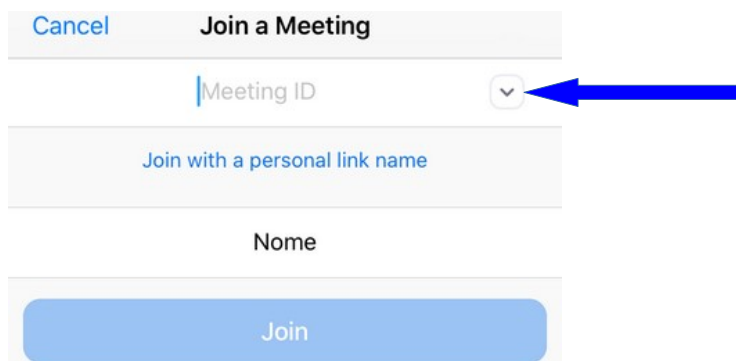 Cancel Join a Meeting
Meeting ID
Join with a personal link name
Nome
Join